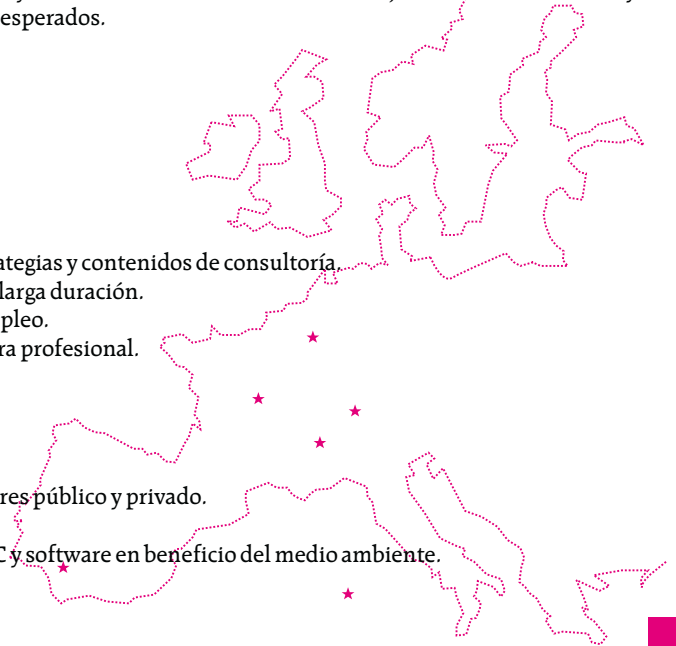 esperados.
ategias y contenidos de consultoría,
larga duración.
pleo.
ra profesional.
res público y privado.
C y software en beneficio del medio ambiente.